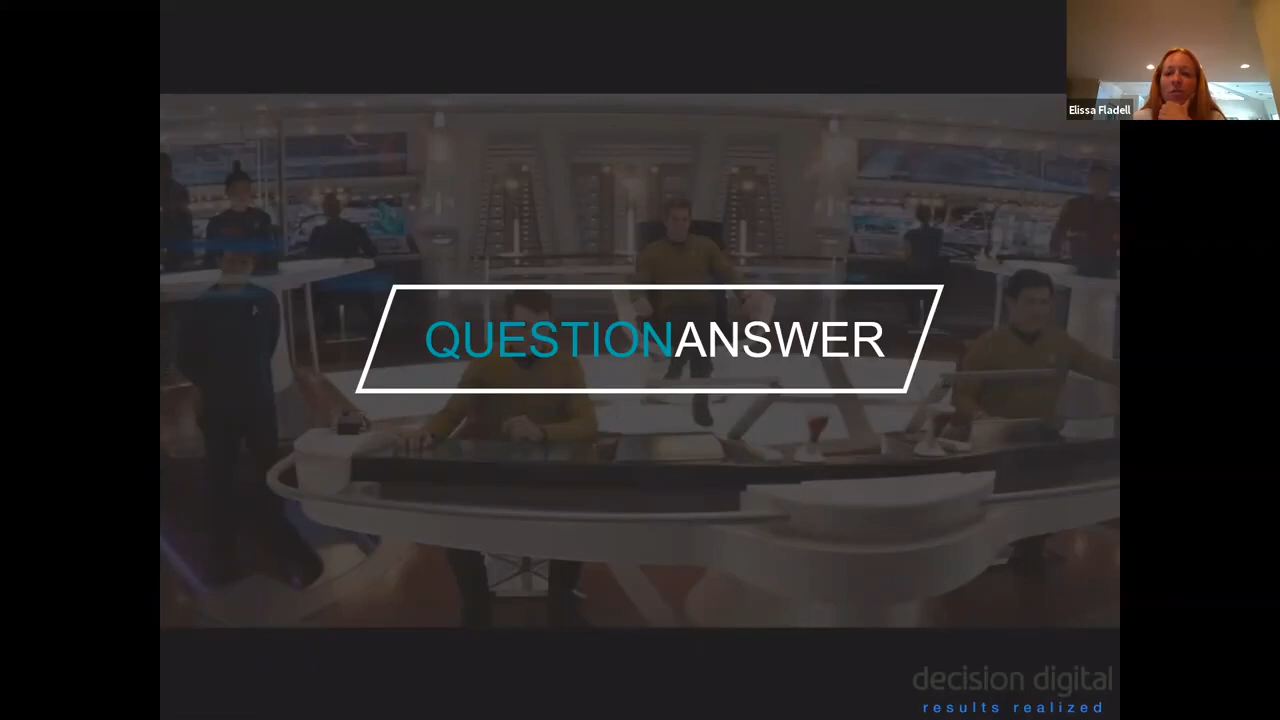 Elissa Fladell
QUESTIONANSWER
decision digital
results realized